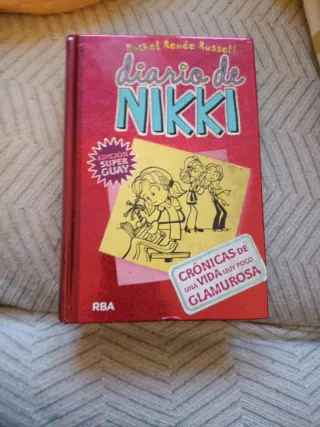 Rachel Renée Russell
diario de
NIKKI
EDICIÓN
SUPER
GUAY
CRÓNICAS DE
UNA VIDA MUY POCO
GLAMUROSA
RBA